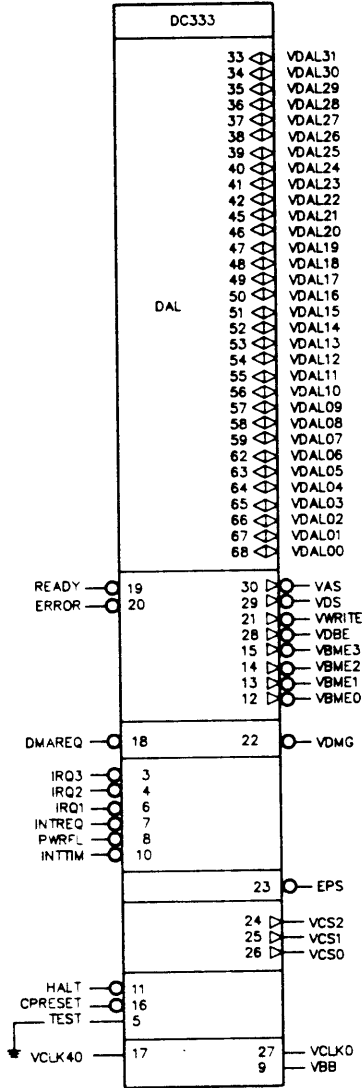 DC333
33 VDAL31
34 VDAL30
35 VDAL29
36 VDAL28
37 VDAL27
38 VDAL26
39 VDAL25
40 VDAL24
41 VDAL23
42 VDAL22
45 VDAL21
46 VDAL20
47 VDAL19
48 VDAL18
49 VDAL17
50 VDAL16
DAL
51 VDAL15
52 VDAL14
53 VDAL13
54 VDAL12
55 VDAL11
56 VDAL10
57 VDAL09
58 VDAL08
59 VDAL07
62 VDAL06
63 VDAL05
64 VDAL04
65 VDAL03
66 VDAL02
67 VDAL01
68 VDAL00
READY 19 30 VAS
ERROR 20 29 VDS
21 VWRITE
28 VDBE
15 VBME3
14 VBME2
13 VBME1
12 VBME0
DMAREQ 18 22 VDMG
IRQ3 3
IRQ2 4
IRQ1 6
INTREQ 7
PWRFL 8
INTTIM 10
23 EPS
24 VCS2
25 VCS1
26 VCS0
HALT 11
CPRESET 16
TEST 5
VCLK40 17 27 VCLK0
9 VBB